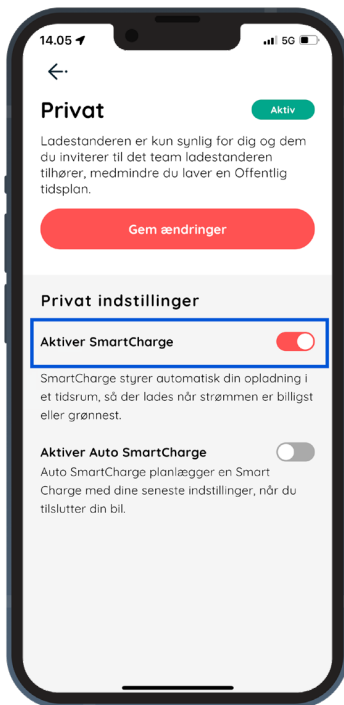 14.05 5G
Privat Aktiv
Ladestanderen er kun synlig for dig og dem
du inviterer til det team ladestanderen
tilhører, medmindre du laver en Offentlig
tidsplan.
Gem ændringer
Privat indstillinger
Aktiver SmartCharge
SmartCharge styrer automatisk din opladning i
et tidsrum, så der lades når strømmen er billigst
eller grønnest.
Aktiver Auto SmartCharge
Auto SmartCharge planlægger en Smart
Charge med dine seneste indstillinger, når du
tilslutter din bil.